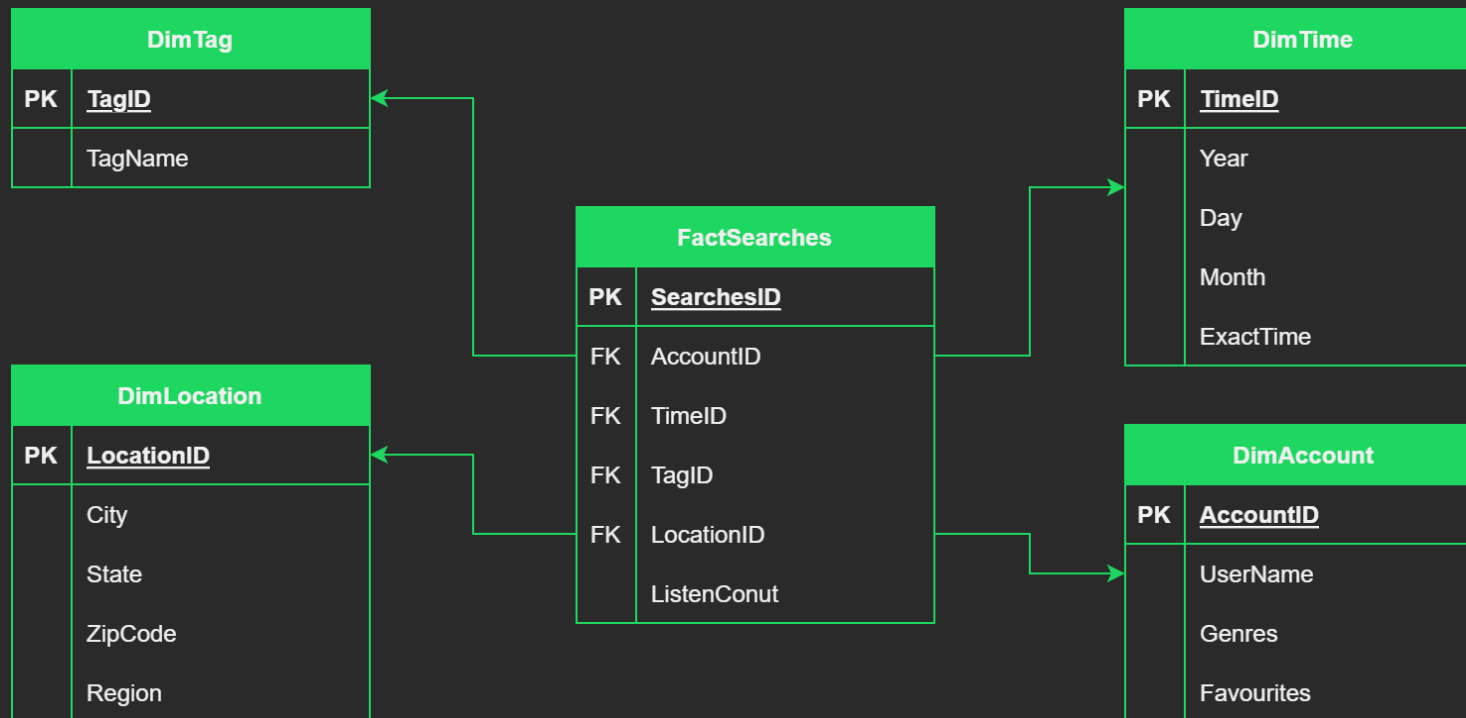 DimTag
PK TagID
TagName
DimTime
PK TimeID
Year
Day
Month
ExactTime
FactSearches
PK SearchesID
FK AccountID
FK TimeID
FK TagID
FK LocationID
ListenConut
DimLocation
PK LocationID
City
State
ZipCode
Region
DimAccount
PK AccountID
UserName
Genres
Favourites